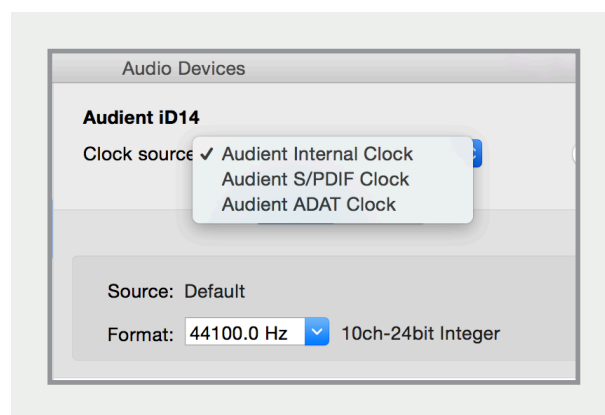 Audio Devices
Audient iD14
Clock source ✓ Audient Internal Clock
Audient S/PDIF Clock
Audient ADAT Clock
Source: Default
Format: 44100.0 Hz 10ch-24bit Integer